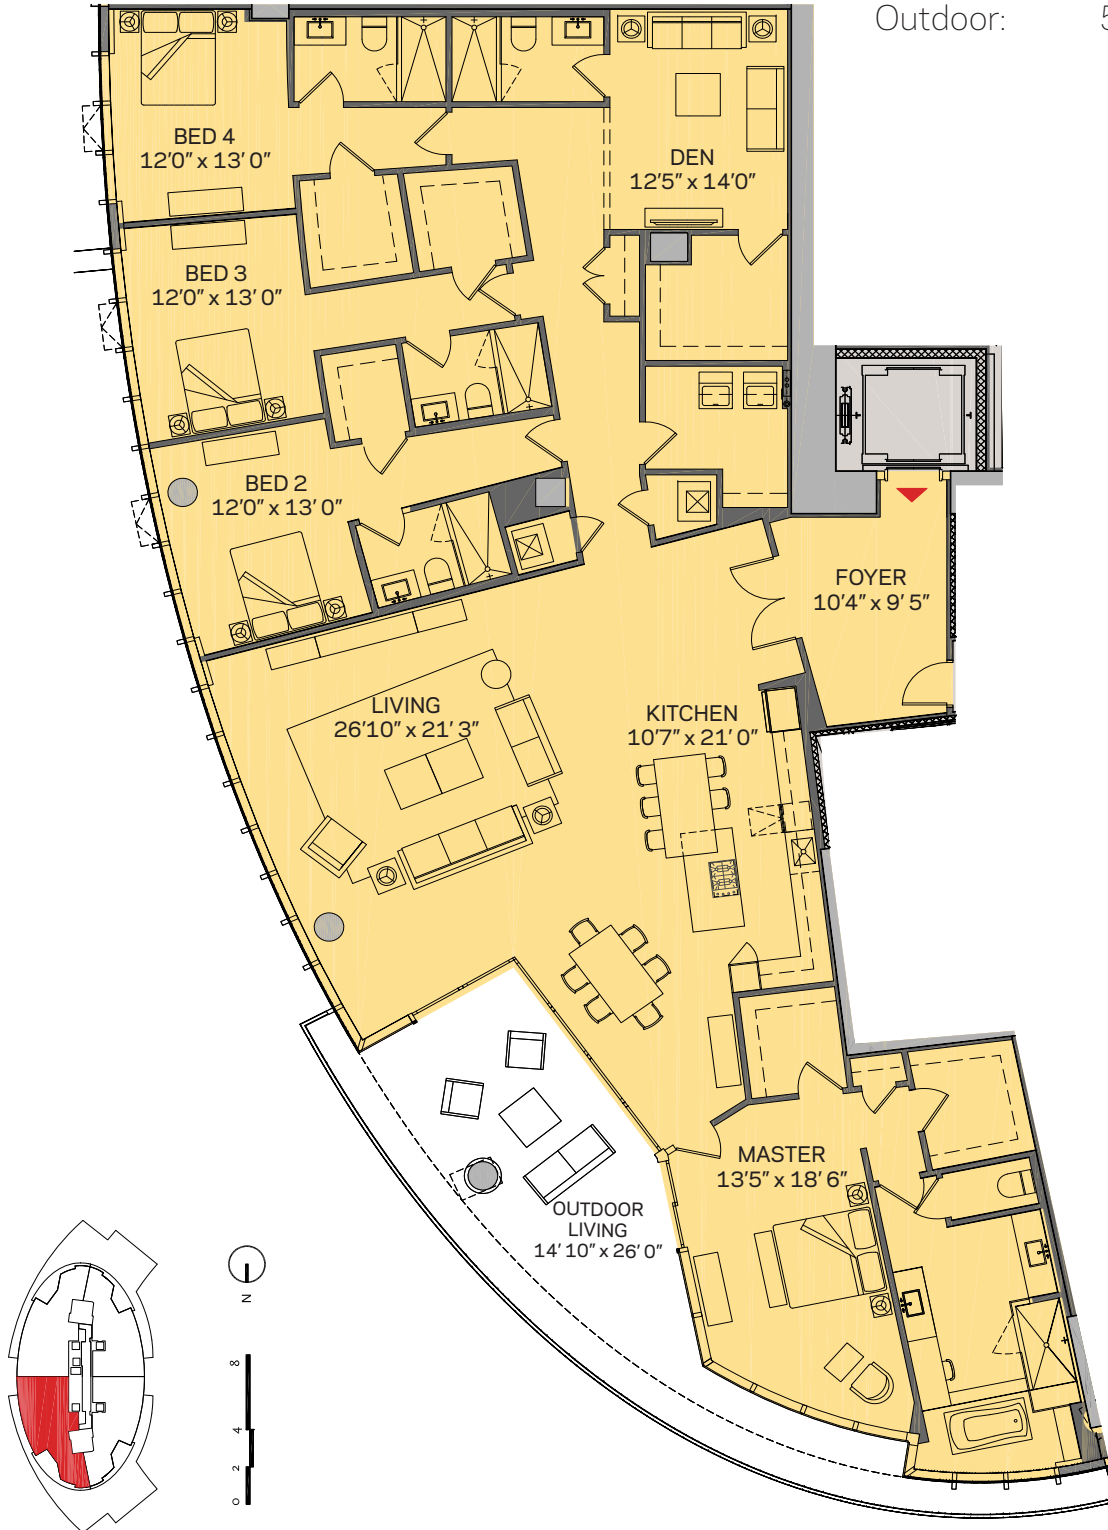 Outdoor: 5
BED 4
12'0" x 13' 0"
DEN
12'5" x 14'0"
BED 3
12'0" x 13' 0"
BED 2
12'0" x 13' 0"
FOYER
10'4" x 9' 5"
LIVING
26'10" x 21' 3"
KITCHEN
10'7" x 21' 0"
MASTER
13'5" x 18' 6"
OUTDOOR
LIVING
14' 10" x 26' 0"
N
8
4
2
0